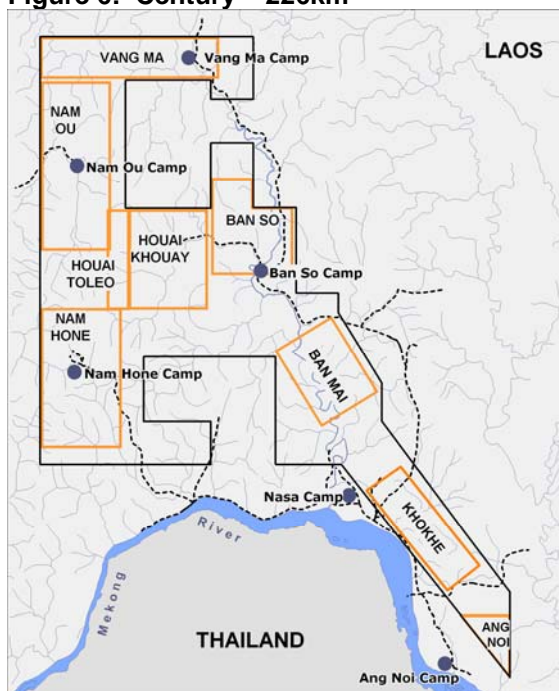 Figure 6: Century – 226km
LAOS
VANG MA
Vang Ma Camp
NAM
OU
Nam Ou Camp
BAN SO
HOUAI
KHOUAY
HOUAI
TOLEO
Ban So Camp
NAM
HONE
BAN MAI
Nam Hone Camp
Nasa Camp
KHOKHE
Mekong
River
THAILAND
ANG
NOI
Ang Noi Camp